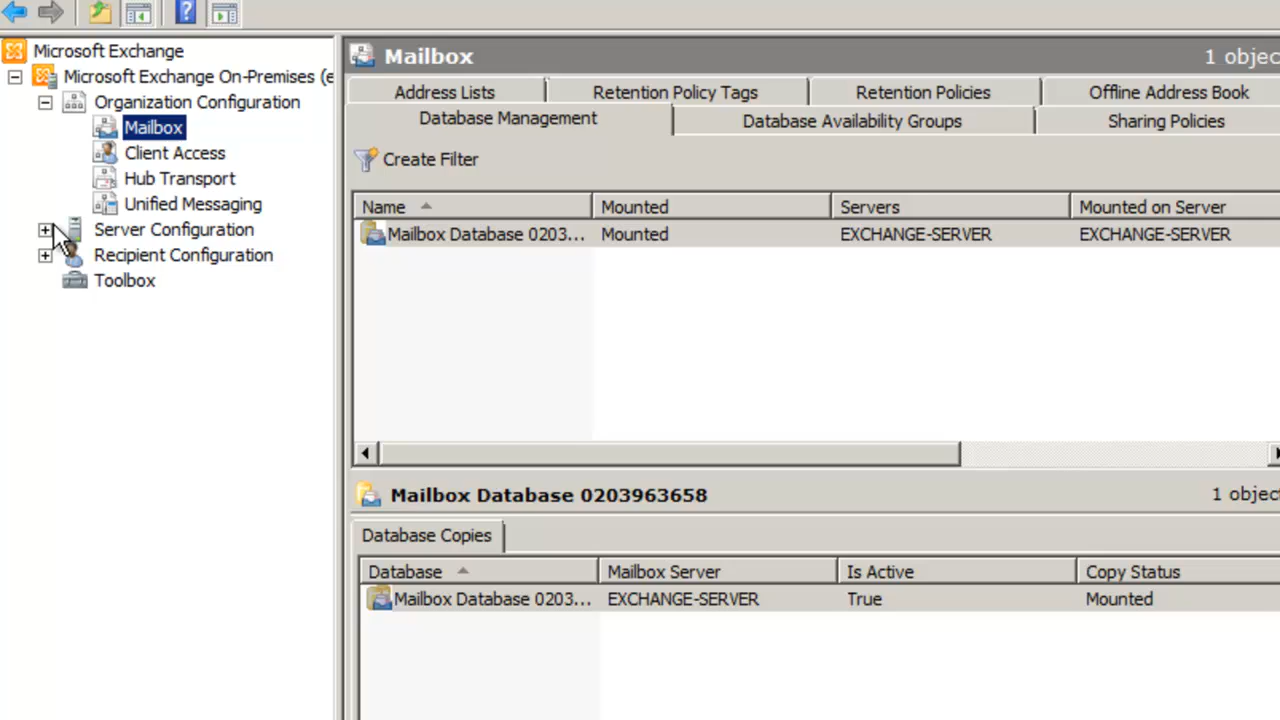 Microsoft Exchange
Microsoft Exchange On-Premises (e
Organization Configuration
Mailbox
Client Access
Hub Transport
Unified Messaging
Server Configuration
Recipient Configuration
Toolbox
Mailbox 1 objec
Address Lists Retention Policy Tags Retention Policies Offline Address Book
Database Management Database Availability Groups Sharing Policies
Create Filter
Name Mounted Servers Mounted on Server
Mailbox Database 0203... Mounted EXCHANGE-SERVER EXCHANGE-SERVER
Mailbox Database 0203963658 1 object
Database Copies
Database Mailbox Server Is Active Copy Status
Mailbox Database 0203... EXCHANGE-SERVER True Mounted